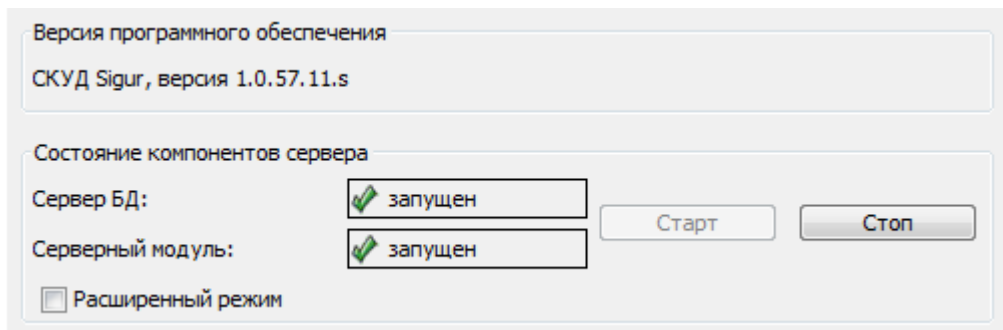 Версия программного обеспечения
СКУД Sigur, версия 1.0.57.11.s
Состояние компонентов сервера
Сервер БД: запущен
Старт Стоп
Серверный модуль: запущен
Расширенный режим